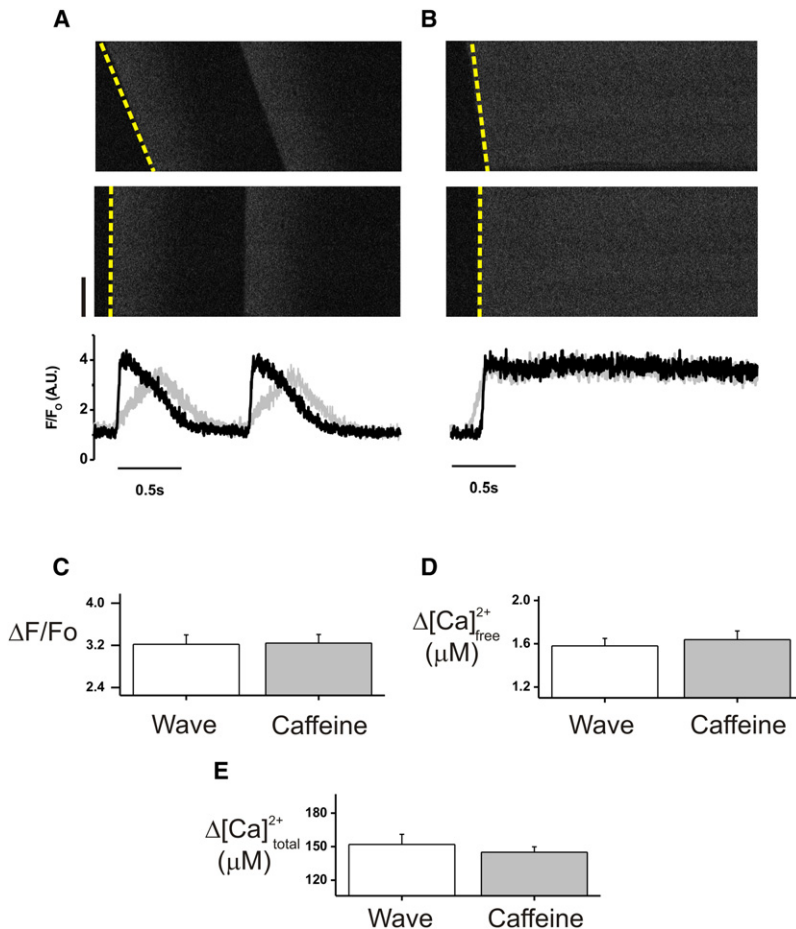 A
B
F/Fo (A.U.)
4
2
0
0.5s
0.5s
C
ΔF/Fo
4.0
3.2
2.4
Wave
Caffeine
D
Δ[Ca]²⁺free
(μM)
2.0
1.6
1.2
Wave
Caffeine
E
Δ[Ca]²⁺total
(μM)
180
150
120
Wave
Caffeine